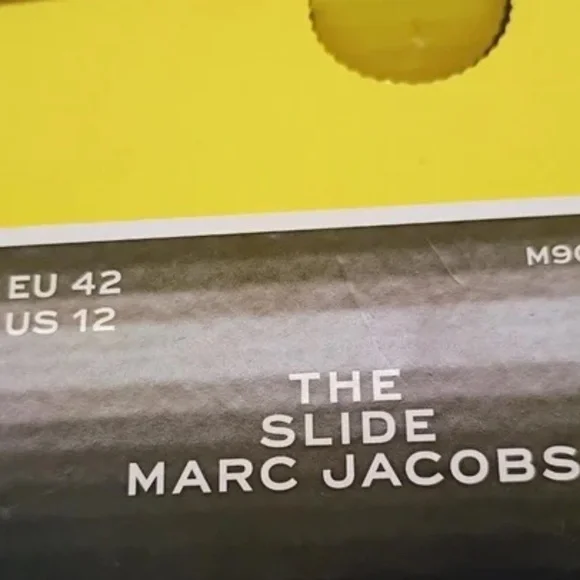 EU 42
US 12
THE
SLIDE
MARC JACOBS